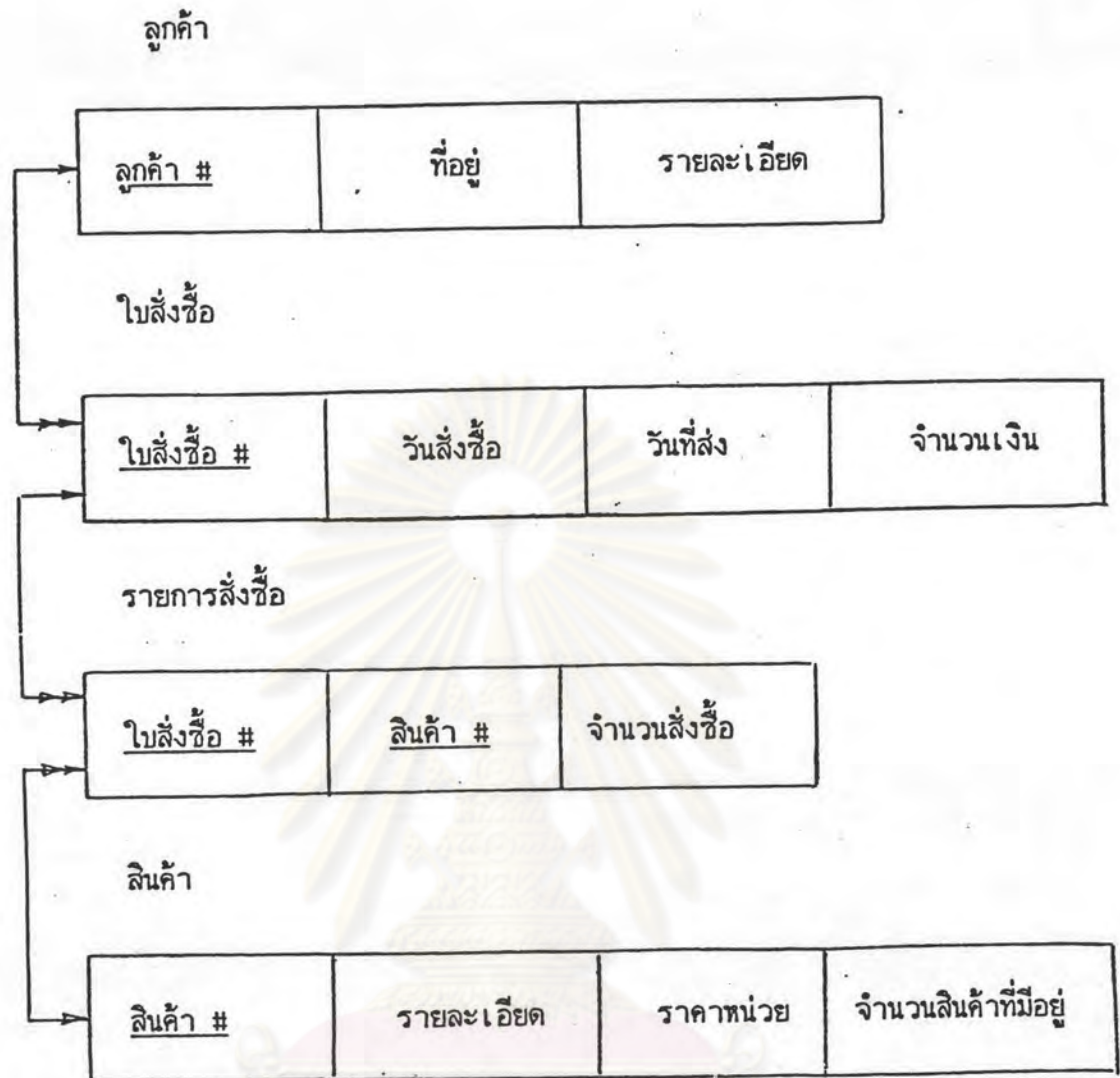 ลูกค้า
ลูกค้า # ที่อยู่ รายละเอียด
ใบสั่งซื้อ
ใบสั่งซื้อ # วันสั่งซื้อ วันที่ส่ง จำนวนเงิน
รายการสั่งซื้อ
ใบสั่งซื้อ # สินค้า # จำนวนสั่งซื้อ
สินค้า
สินค้า # รายละเอียด ราคาหน่วย จำนวนสินค้าที่มีอยู่